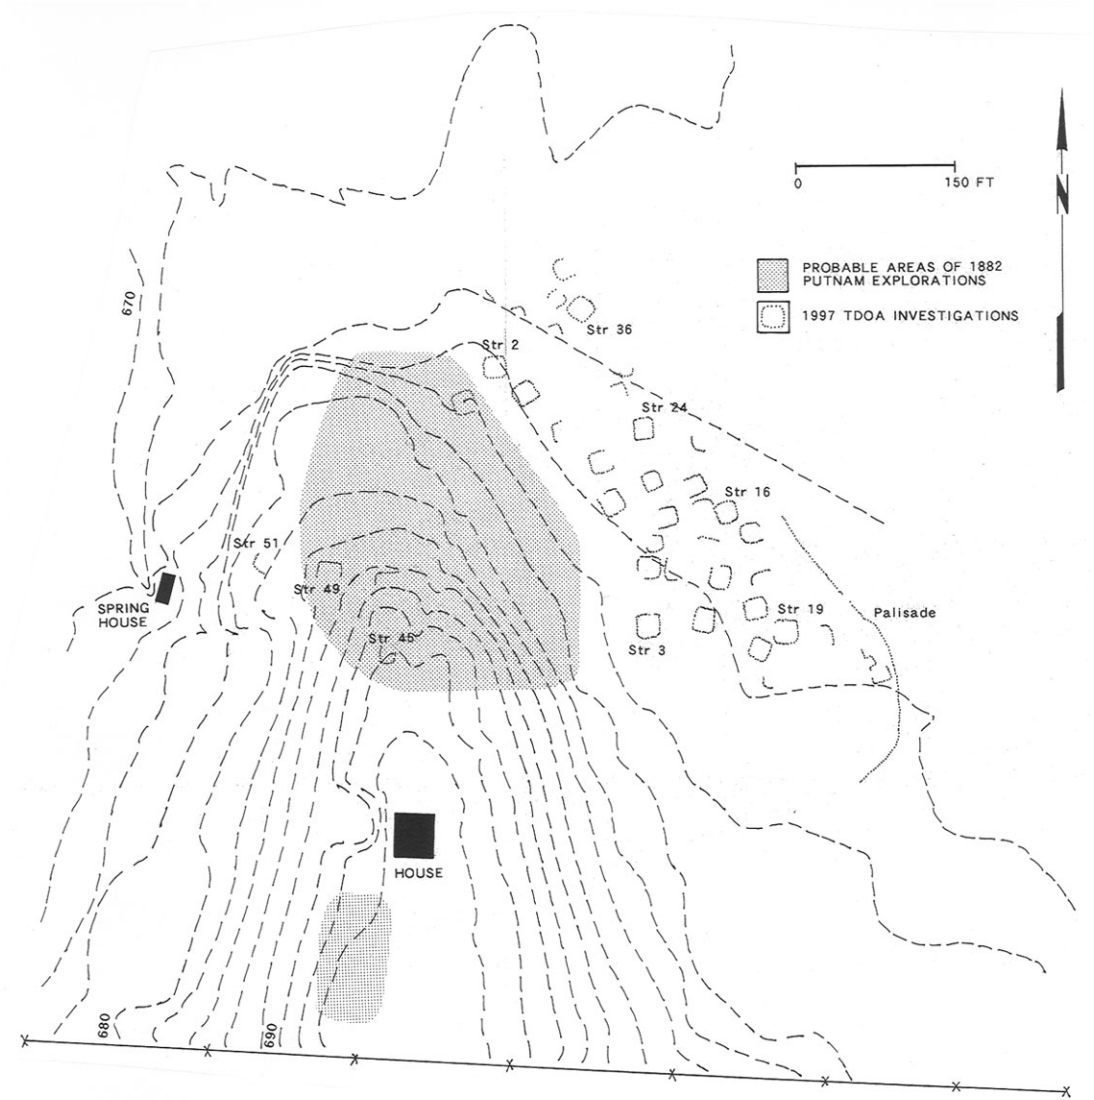 0 150 FT
N
PROBABLE AREAS OF 1882
PUTNAM EXPLORATIONS
1997 TDOA INVESTIGATIONS
670
Str 36
Str 2
Str 24
Str 16
Str 51
Str 49
SPRING
HOUSE
Str 19
Palisade
Str 45
Str 3
HOUSE
680
690